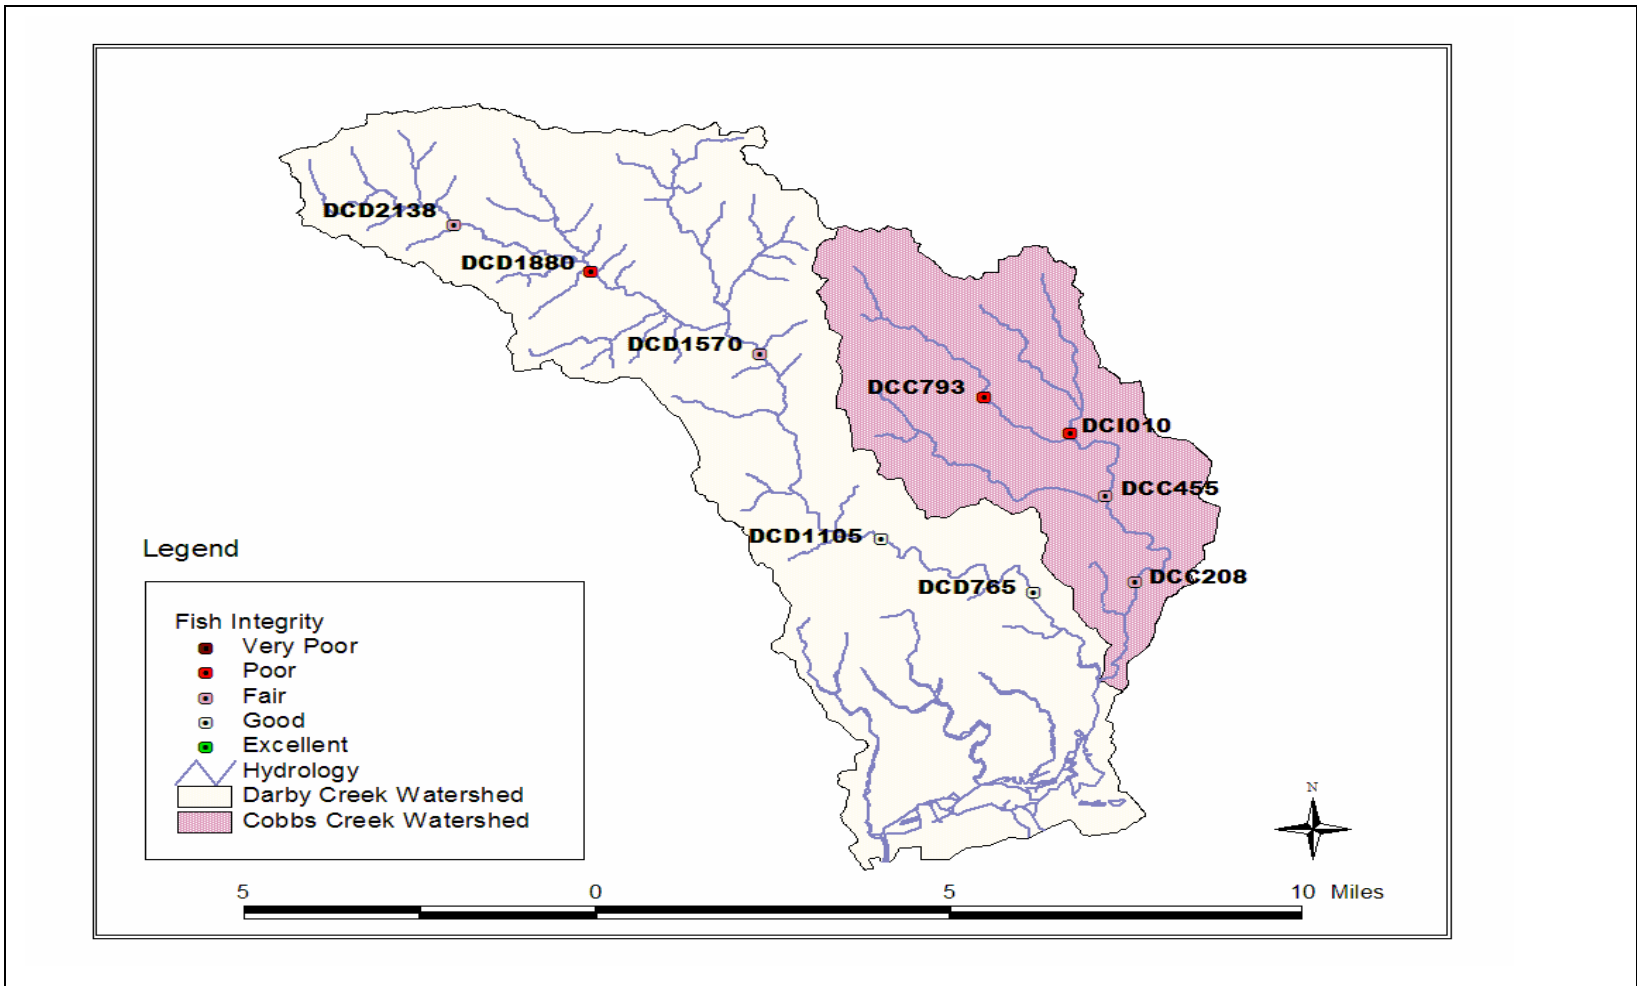 DCD2138
DCD1880
DCD1570
DCC793
DCI010
DCC455
DCD1105
DCC208
DCD765
Legend
Fish Integrity
Very Poor
Poor
Fair
Good
Excellent
Hydrology
Darby Creek Watershed
Cobbs Creek Watershed
N
5 0 5 10 Miles